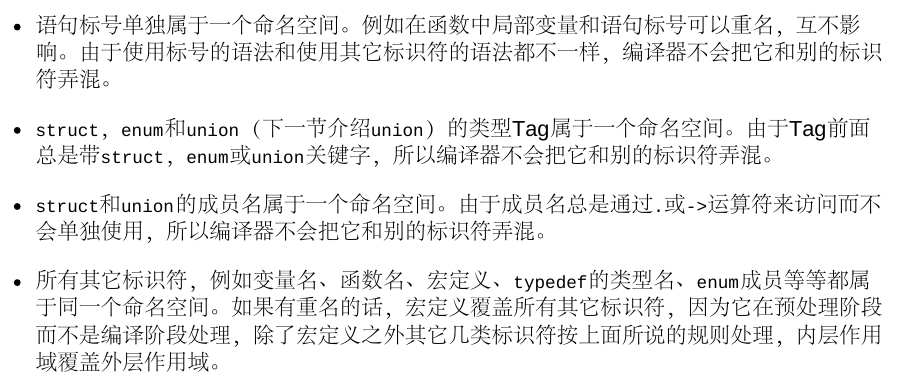 • 语句标号单独属于一个命名空间。例如在函数中局部变量和语句标号可以重名，互不影
响。由于使用标号的语法和使用其它标识符的语法都不一样，编译器不会把它和别的标识
符弄混。
• struct，enum和union（下一节介绍union）的类型Tag属于一个命名空间。由于Tag前面
总是带struct，enum或union关键字，所以编译器不会把它和别的标识符弄混。
• struct和union的成员名属于一个命名空间。由于成员名总是通过.或->运算符来访问而不
会单独使用，所以编译器不会把它和别的标识符弄混。
• 所有其它标识符，例如变量名、函数名、宏定义、typedef的类型名、enum成员等等都属
于同一个命名空间。如果有重名的话，宏定义覆盖所有其它标识符，因为它在预处理阶段
而不是编译阶段处理，除了宏定义之外其它几类标识符按上面所说的规则处理，内层作用
域覆盖外层作用域。